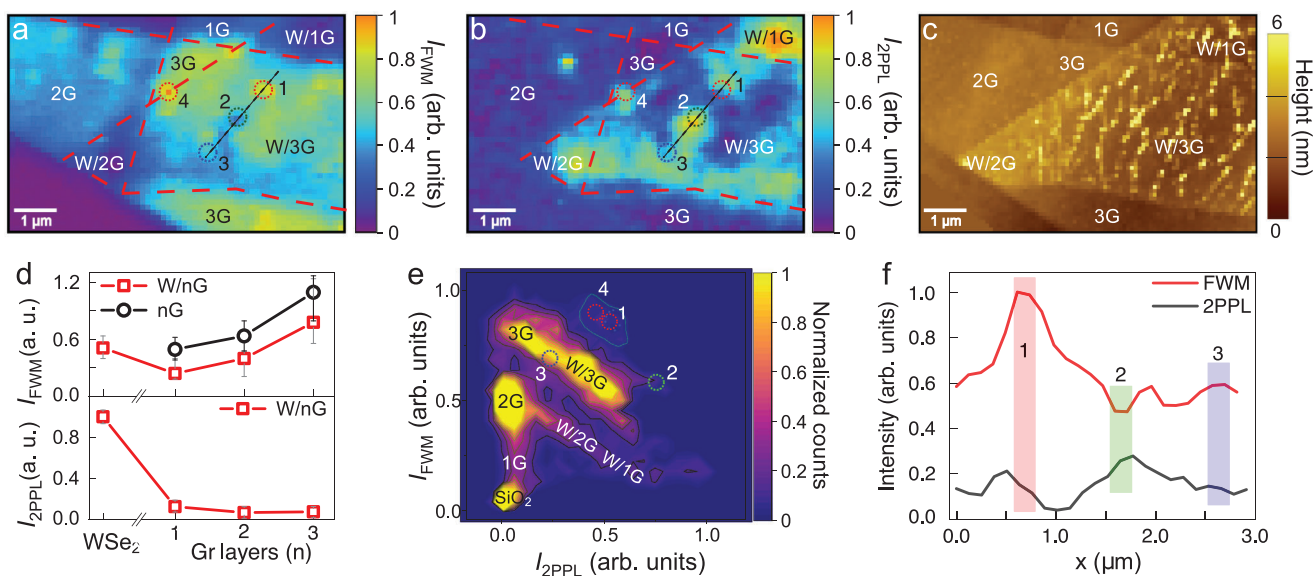 a
1G
W/1G
3G
2G
4
1
2
3
W/3G
W/2G
3G
1 µm
1
0.8
0.6
0.4
0.2
0
I_FWM (arb. units)
b
1G
W/1G
3G
2G
4
1
2
3
W/3G
W/2G
3G
1 µm
1
0.8
0.6
0.4
0.2
0
I_2PPL (arb. units)
c
1G
W/1G
3G
2G
W/2G
W/3G
3G
1 µm
6
0
Height (nm)
d
W/nG
nG
1.2
0.6
0.0
I_FWM (a. u.)
W/nG
1.0
0.5
0.0
I_2PPL (a. u.)
WSe₂
1
2
3
Gr layers (n)
e
4
1
3G
W/3G
3
2
2G
W/2G
W/1G
1G
SiO₂
1.0
0.5
0.0
I_FWM (arb. units)
0.0
0.5
1.0
I_2PPL (arb. units)
1
0.8
0.6
0.4
0.2
0
Normalized counts
f
FWM
2PPL
1
2
3
1.0
0.8
0.6
0.4
0.2
0.0
Intensity (arb. units)
0.0
1.0
2.0
3.0
x (µm)